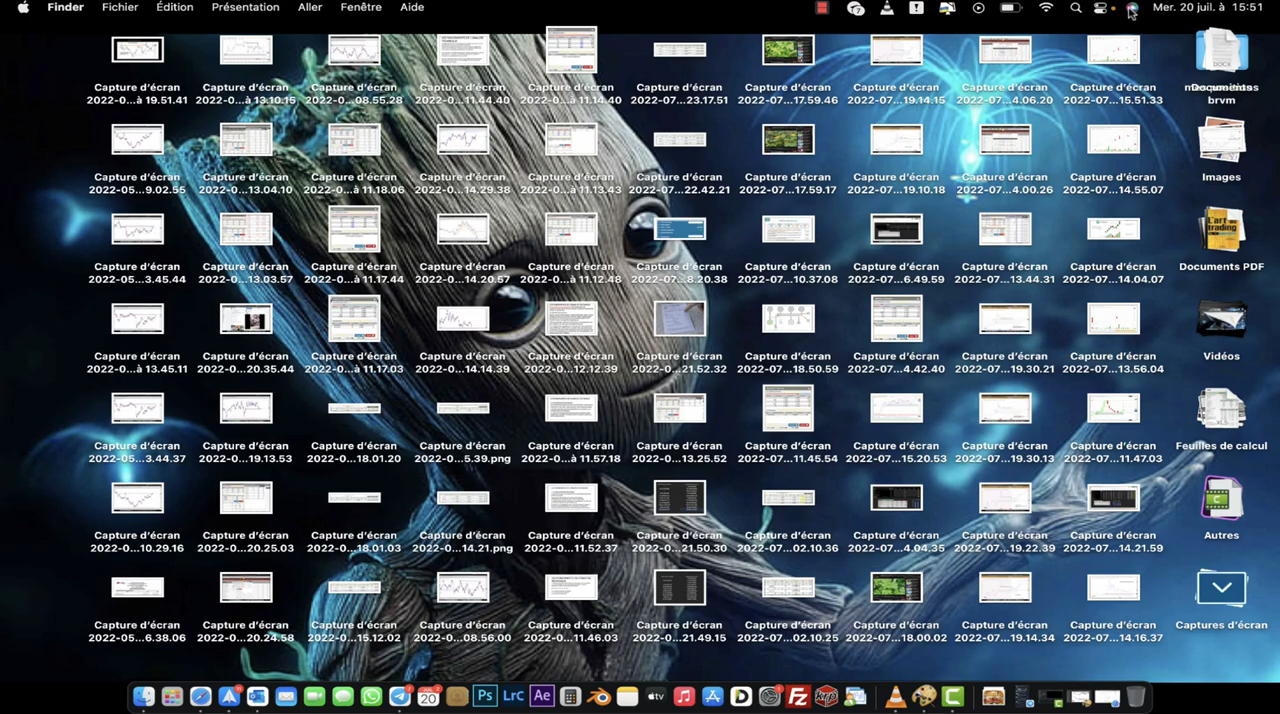 Finder Fichier Édition Présentation Aller Fenêtre Aide Mer. 20 juil. à 15:51
Capture d'écran
2022-0...à 19.51.41
Capture d'écran
2022-0...à 13.10.15
Capture d'écran
2022-0...08.55.28
Capture d'écran
2022-0...11.44.40
Capture d'écran
2022-0...à 11.14.40
Capture d'écran
2022-07...23.17.51
Capture d'écran
2022-07...17.59.46
Capture d'écran
2022-07...19.14.15
Capture d'écran
2022-07...4.06.20
Capture d'écran
2022-07...15.51.33
brvm
Capture d'écran
2022-05...9.02.55
Capture d'écran
2022-0...13.04.10
Capture d'écran
2022-0...à 11.18.06
Capture d'écran
2022-0...14.29.38
Capture d'écran
2022-0...à 11.13.43
Capture d'écran
2022-07...22.42.21
Capture d'écran
2022-07...17.59.17
Capture d'écran
2022-07...19.10.18
Capture d'écran
2022-07...4.00.26
Capture d'écran
2022-07...14.55.07
Images
Capture d'écran
2022-05...3.45.44
Capture d'écran
2022-0...13.03.57
Capture d'écran
2022-0...à 11.17.44
Capture d'écran
2022-0...14.20.57
Capture d'écran
2022-0...à 11.12.48
Capture d'écran
2022-07...8.20.38
Capture d'écran
2022-07...10.37.08
Capture d'écran
2022-07...6.49.59
Capture d'écran
2022-07...13.44.31
Capture d'écran
2022-07...14.04.07
Documents PDF
Capture d'écran
2022-0...à 13.45.11
Capture d'écran
2022-0...20.35.44
Capture d'écran
2022-0...à 11.17.03
Capture d'écran
2022-0...14.14.39
Capture d'écran
2022-0...12.12.39
Capture d'écran
2022-0...21.52.32
Capture d'écran
2022-07...18.50.59
Capture d'écran
2022-07...4.42.40
Capture d'écran
2022-07...19.30.21
Capture d'écran
2022-07...13.56.04
Vidéos
Capture d'écran
2022-05...3.44.37
Capture d'écran
2022-0...19.13.53
Capture d'écran
2022-0...18.01.20
Capture d'écran
2022-0...5.39.png
Capture d'écran
2022-0...à 11.57.18
Capture d'écran
2022-0...13.25.52
Capture d'écran
2022-07...11.45.54
Capture d'écran
2022-07...15.20.53
Capture d'écran
2022-07...19.30.13
Capture d'écran
2022-07...11.47.03
Feuilles de calcul
Capture d'écran
2022-0...10.29.16
Capture d'écran
2022-0...20.25.03
Capture d'écran
2022-0...18.01.03
Capture d'écran
2022-0...14.21.png
Capture d'écran
2022-0...11.52.37
Capture d'écran
2022-0...21.50.30
Capture d'écran
2022-07...02.10.36
Capture d'écran
2022-07...4.04.35
Capture d'écran
2022-07...19.22.39
Capture d'écran
2022-07...14.21.59
Autres
Capture d'écran
2022-05...6.38.06
Capture d'écran
2022-0...20.24.58
Capture d'écran
2022-0...15.12.02
Capture d'écran
2022-0...08.56.00
Capture d'écran
2022-0...11.46.03
Capture d'écran
2022-0...21.49.15
Capture d'écran
2022-07...02.10.25
Capture d'écran
2022-07...18.00.02
Capture d'écran
2022-07...19.14.34
Capture d'écran
2022-07...14.16.37
Captures d'écran
DOCX
L'art
trading
XLS
20
Ps
Lrc
Ae
tv
D
Fz
krp
C